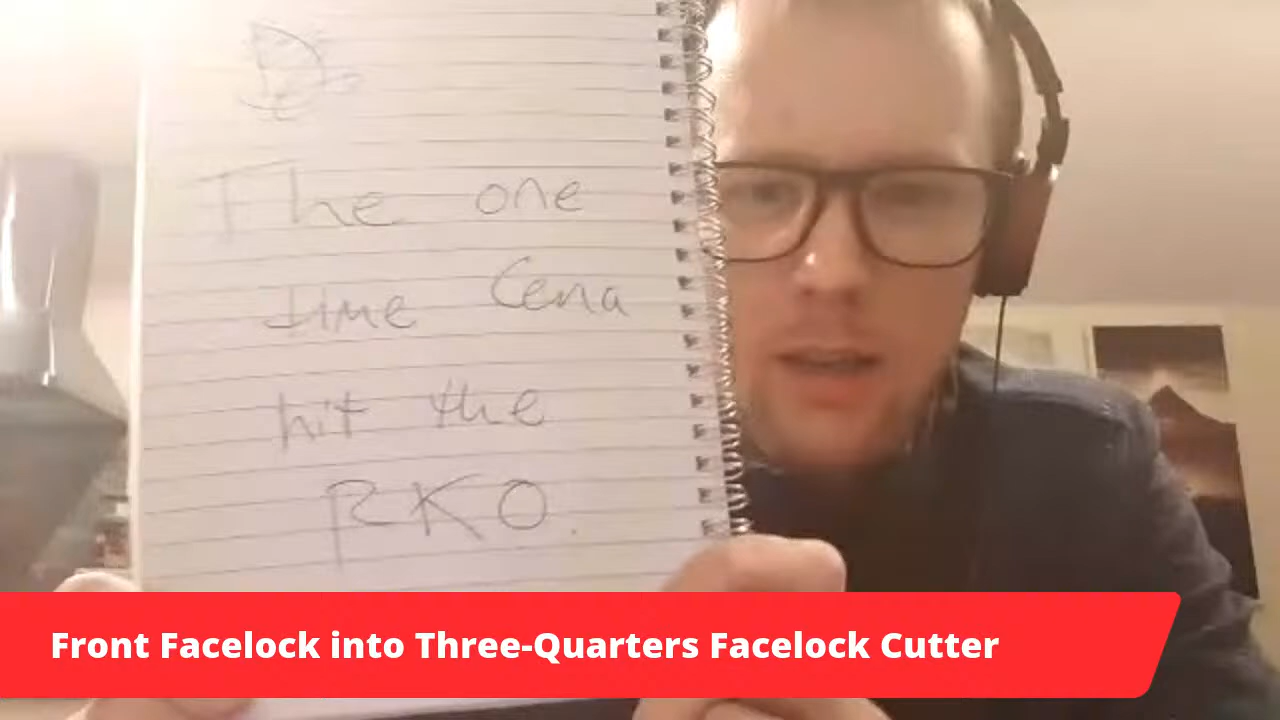 The one
time Cena
hit the
RKO.
Front Facelock into Three-Quarters Facelock Cutter